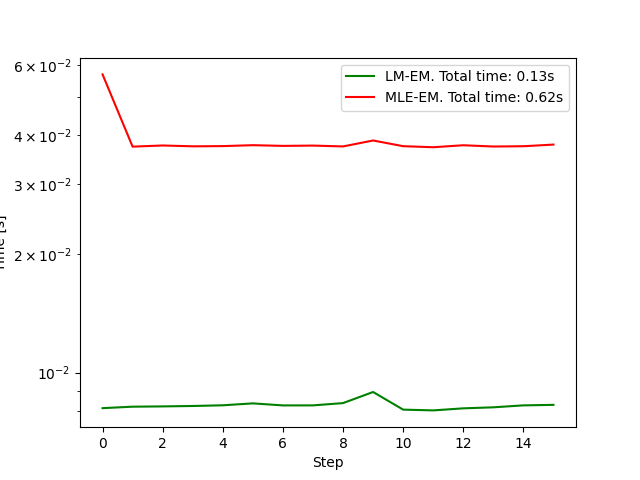 6 × 10⁻²
4 × 10⁻²
3 × 10⁻²
2 × 10⁻²
10⁻²
LM-EM. Total time: 0.13s
MLE-EM. Total time: 0.62s
0 2 4 6 8 10 12 14
Step